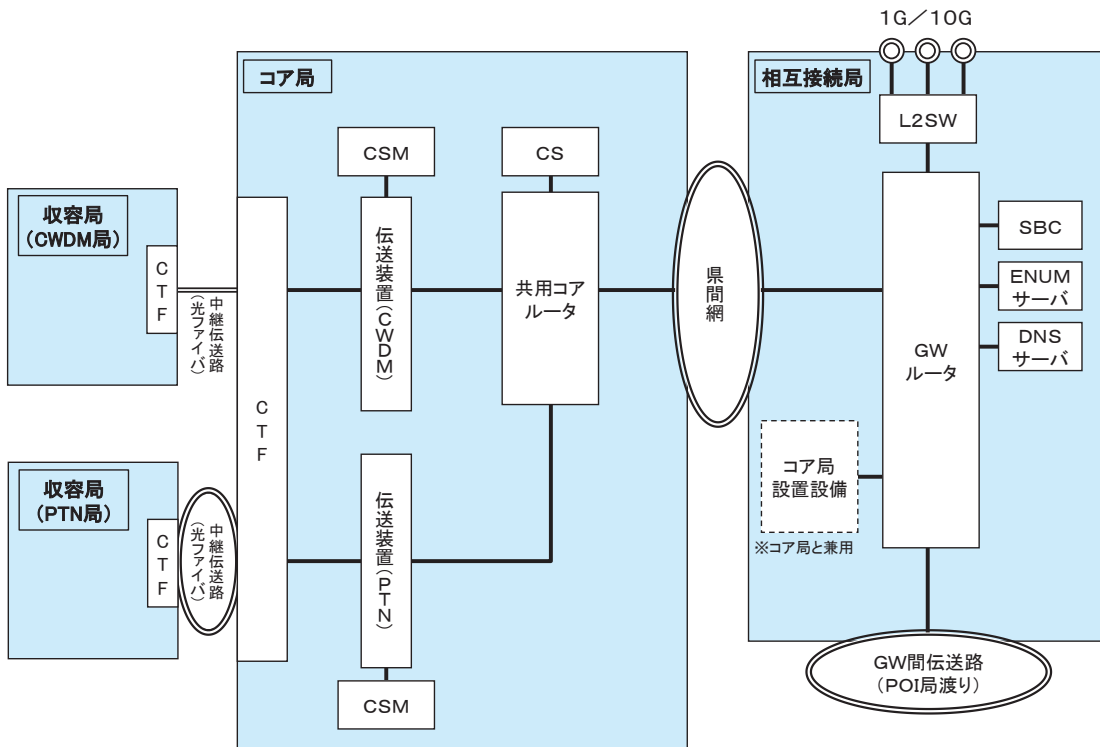 1G/10G
コア局
相互接続局
L2SW
CSM
CS
収容局
(CWDM局)
CTF
中継伝送路
(光ファイバ)
伝送装置(CWDM)
共用コア
ルータ
県間網
GW
ルータ
SBC
ENUM
サーバ
DNS
サーバ
CTF
収容局
(PTN局)
CTF
中継伝送路
(光ファイバ)
伝送装置(PTN)
コア局
設置設備
※コア局と兼用
CSM
GW間伝送路
(POI局渡り)